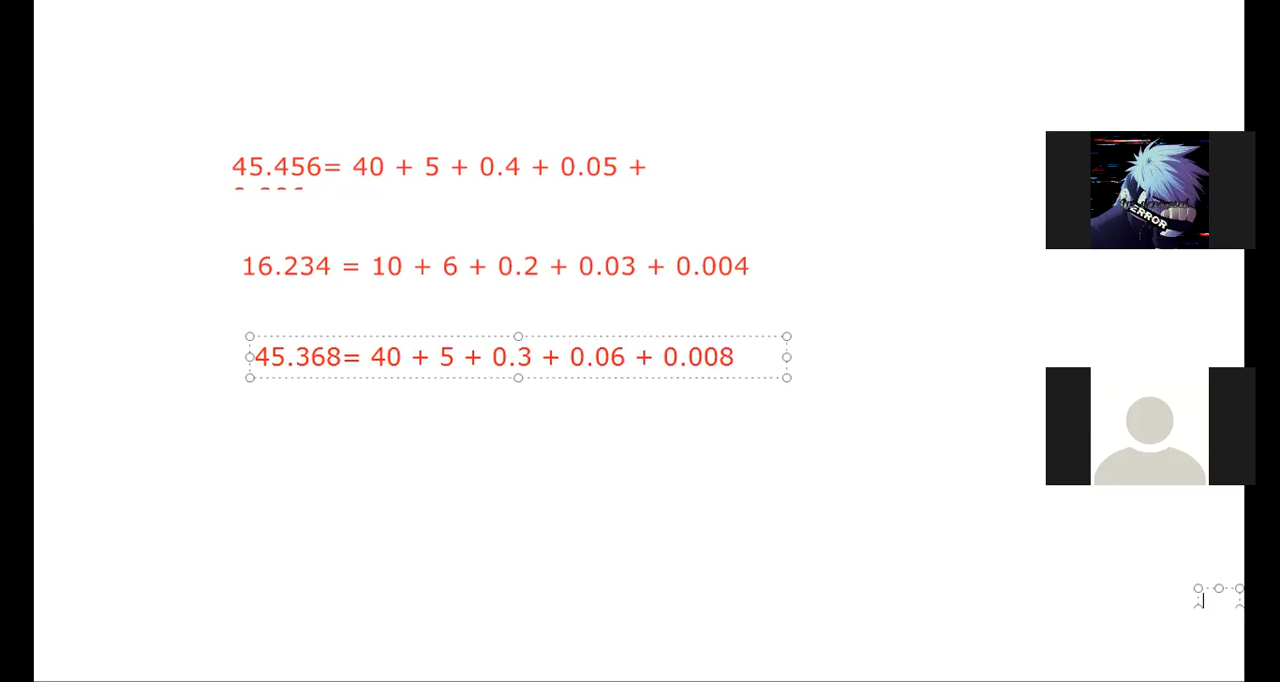 45.456= 40 + 5 + 0.4 + 0.05 +
16.234 = 10 + 6 + 0.2 + 0.03 + 0.004
45.368= 40 + 5 + 0.3 + 0.06 + 0.008
ERROR